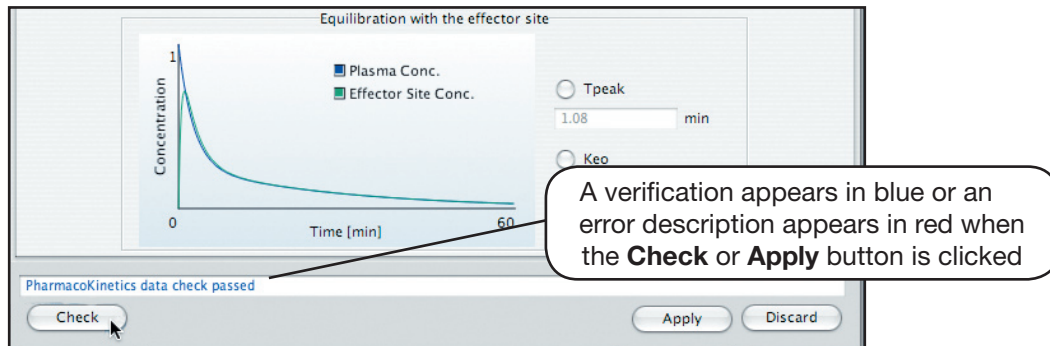 Equilibration with the effector site
1
Plasma Conc.
Effector Site Conc.
Concentration
0
Time [min]
60
Tpeak
1.08 min
Keo
A verification appears in blue or an
error description appears in red when
the Check or Apply button is clicked
PharmacoKinetics data check passed
Check
Apply
Discard